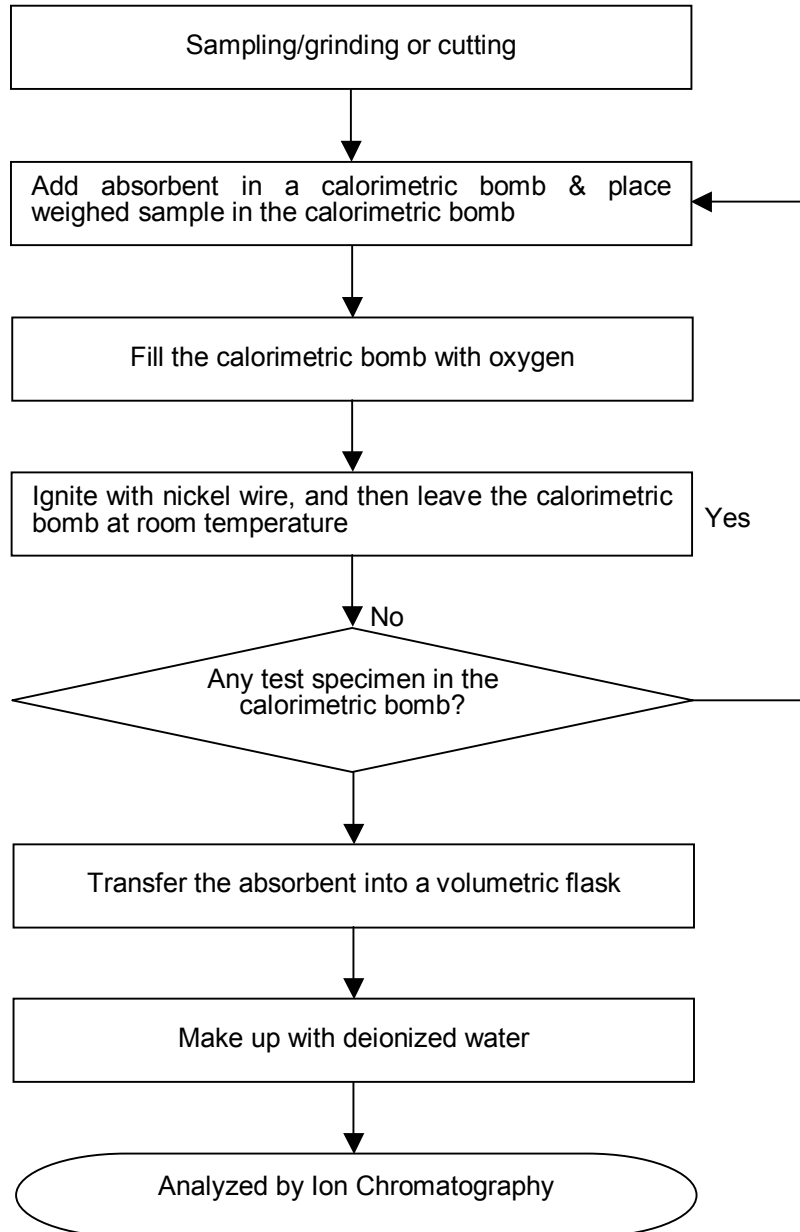 Sampling/grinding or cutting
Add absorbent in a calorimetric bomb & place
weighed sample in the calorimetric bomb
Fill the calorimetric bomb with oxygen
Ignite with nickel wire, and then leave the calorimetric
bomb at room temperature
Yes
No
Any test specimen in the
calorimetric bomb?
Transfer the absorbent into a volumetric flask
Make up with deionized water
Analyzed by Ion Chromatography